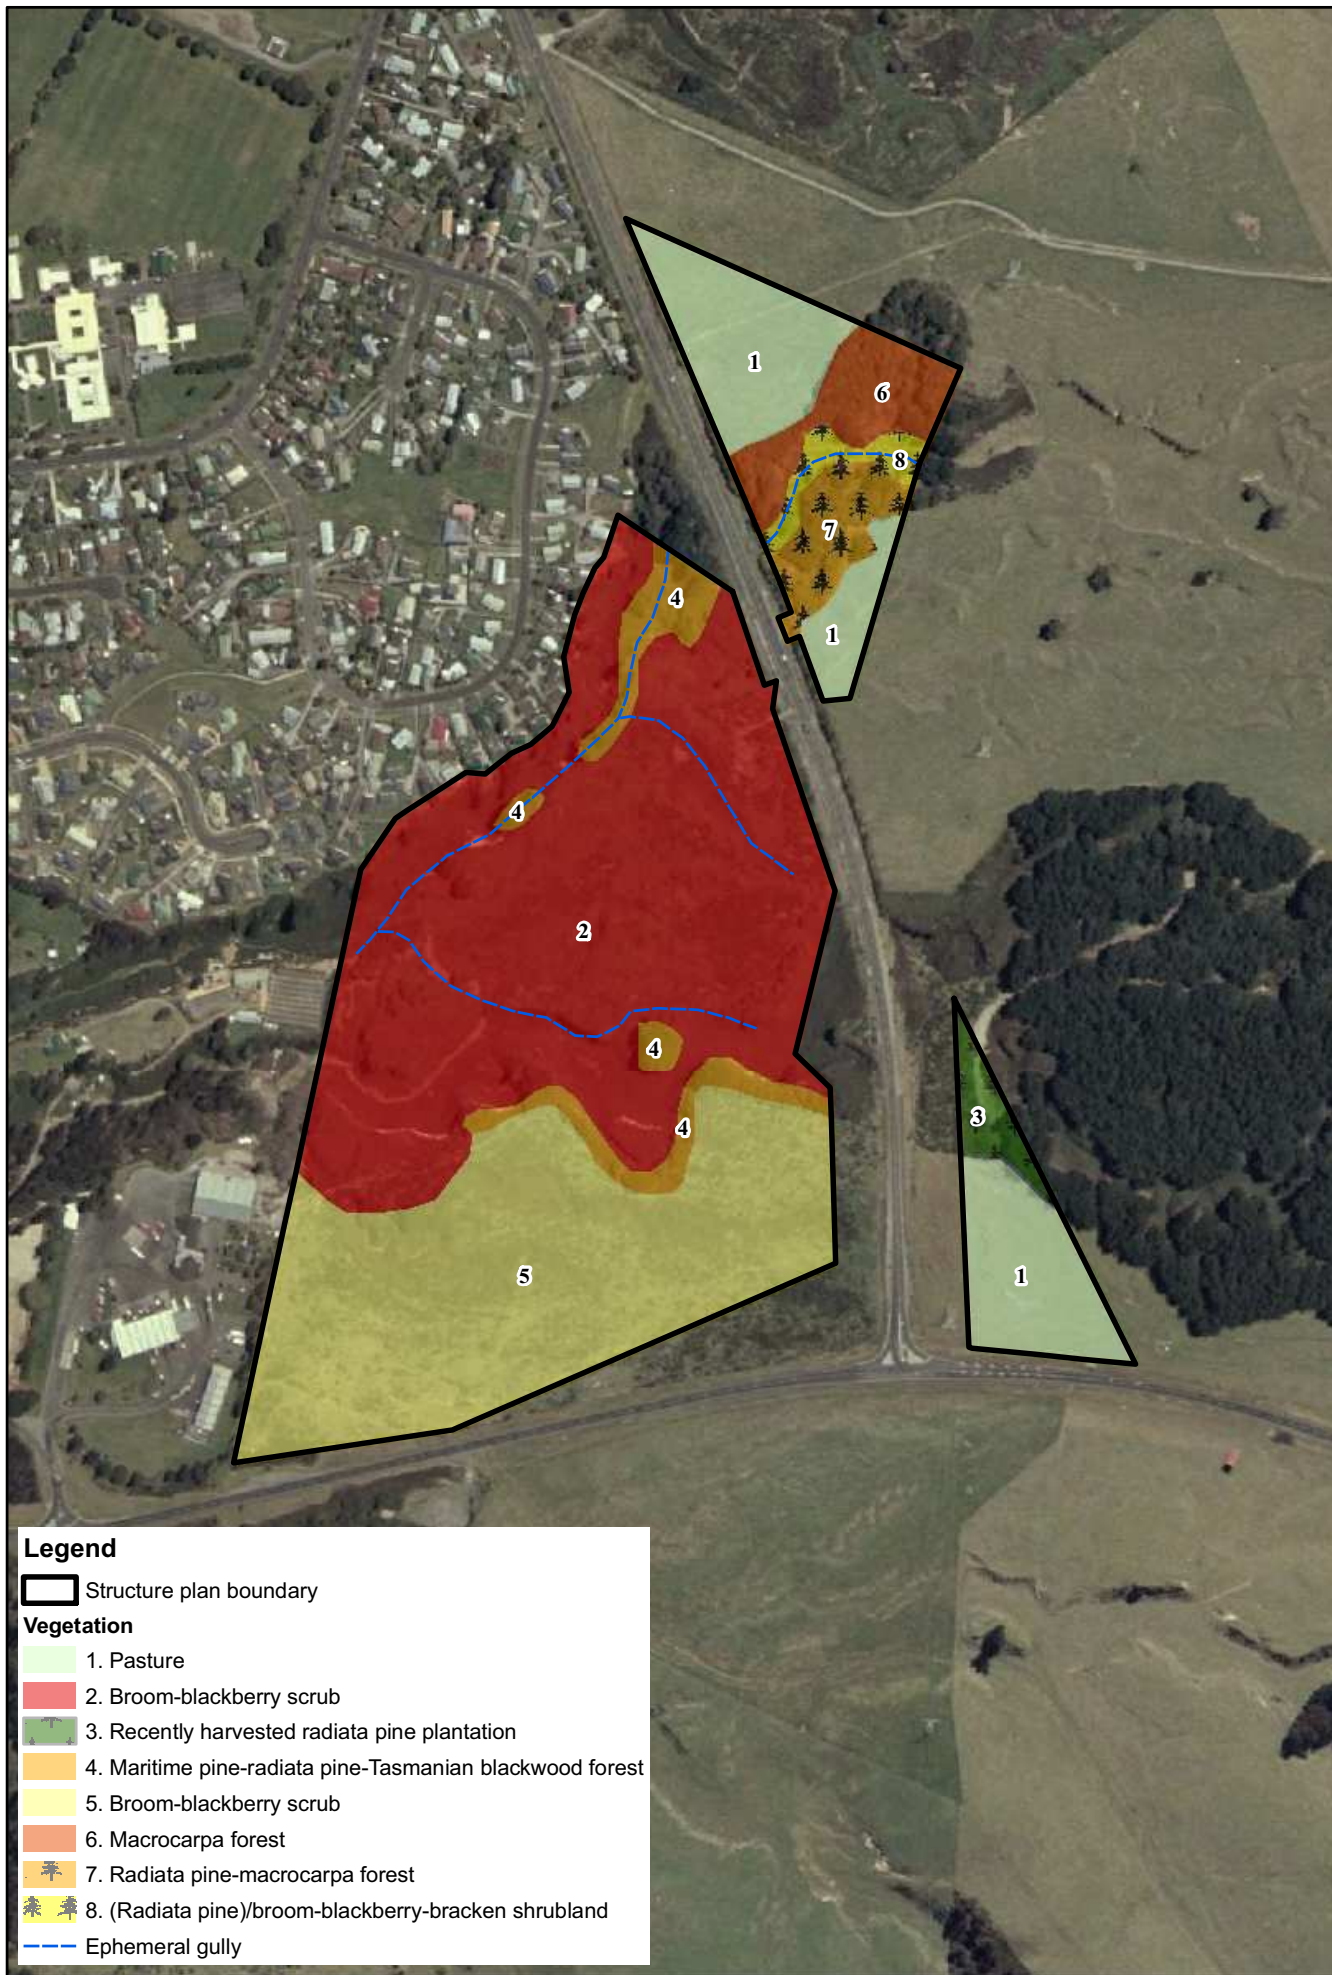 1
6
8
7
4
1
4
2
4
3
4
5
1
Legend
Structure plan boundary
Vegetation
1. Pasture
2. Broom-blackberry scrub
3. Recently harvested radiata pine plantation
4. Maritime pine-radiata pine-Tasmanian blackwood forest
5. Broom-blackberry scrub
6. Macrocarpa forest
7. Radiata pine-macrocarpa forest
8. (Radiata pine)/broom-blackberry-bracken shrubland
Ephemeral gully